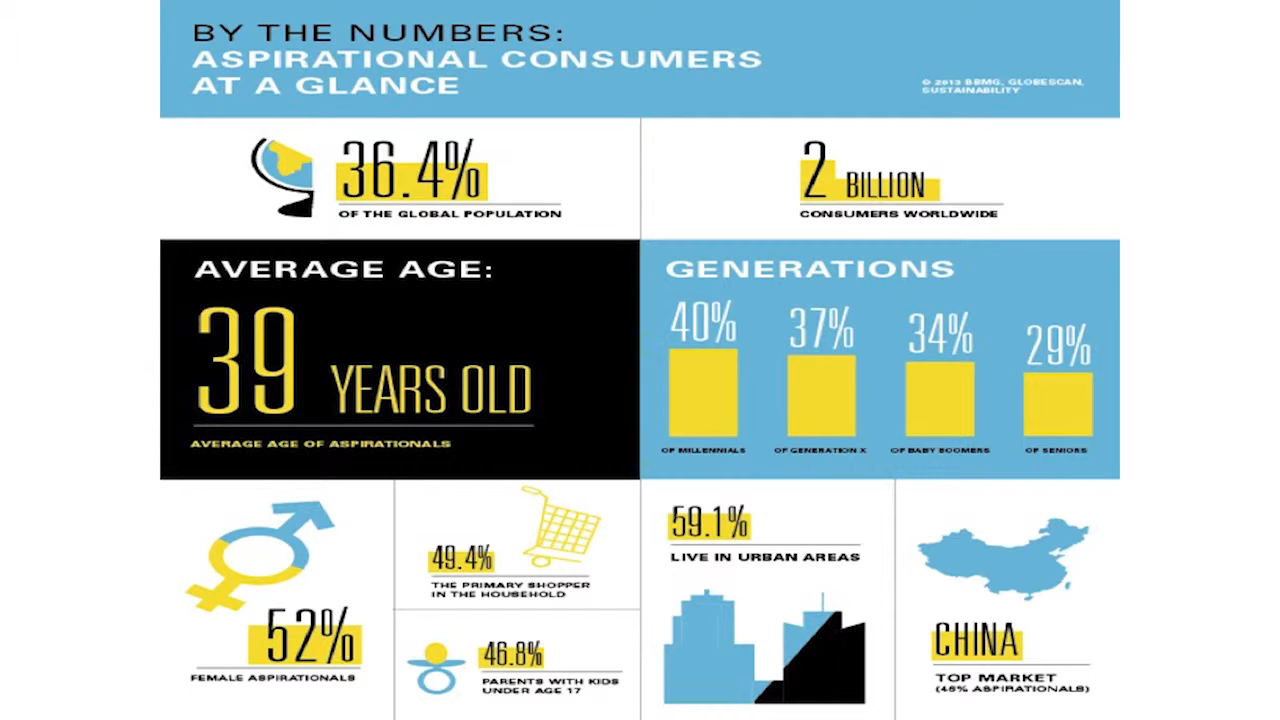 BY THE NUMBERS:
ASPIRATIONAL CONSUMERS
AT A GLANCE
© 2013 BBMG, GLOBESCAN,
SUSTAINABILITY
36.4%
OF THE GLOBAL POPULATION
2 BILLION
CONSUMERS WORLDWIDE
AVERAGE AGE:
39 YEARS OLD
AVERAGE AGE OF ASPIRATIONALS
GENERATIONS
40%
OF MILLENNIALS
37%
OF GENERATION X
34%
OF BABY BOOMERS
29%
OF SENIORS
52%
FEMALE ASPIRATIONALS
49.4%
THE PRIMARY SHOPPER
IN THE HOUSEHOLD
46.8%
PARENTS WITH KIDS
UNDER AGE 17
59.1%
LIVE IN URBAN AREAS
CHINA
TOP MARKET
(46% ASPIRATIONALS)